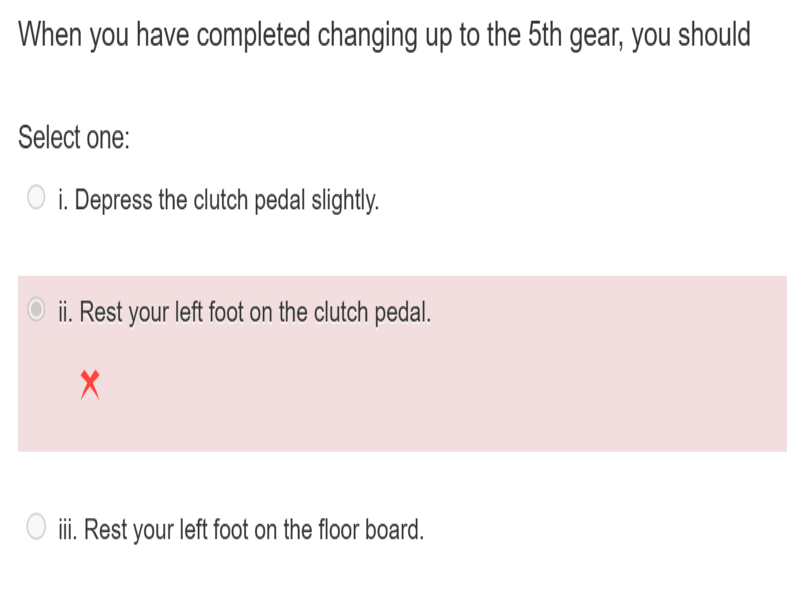 When you have completed changing up to the 5th gear, you should
Select one:
i. Depress the clutch pedal slightly.
ii. Rest your left foot on the clutch pedal.
iii. Rest your left foot on the floor board.